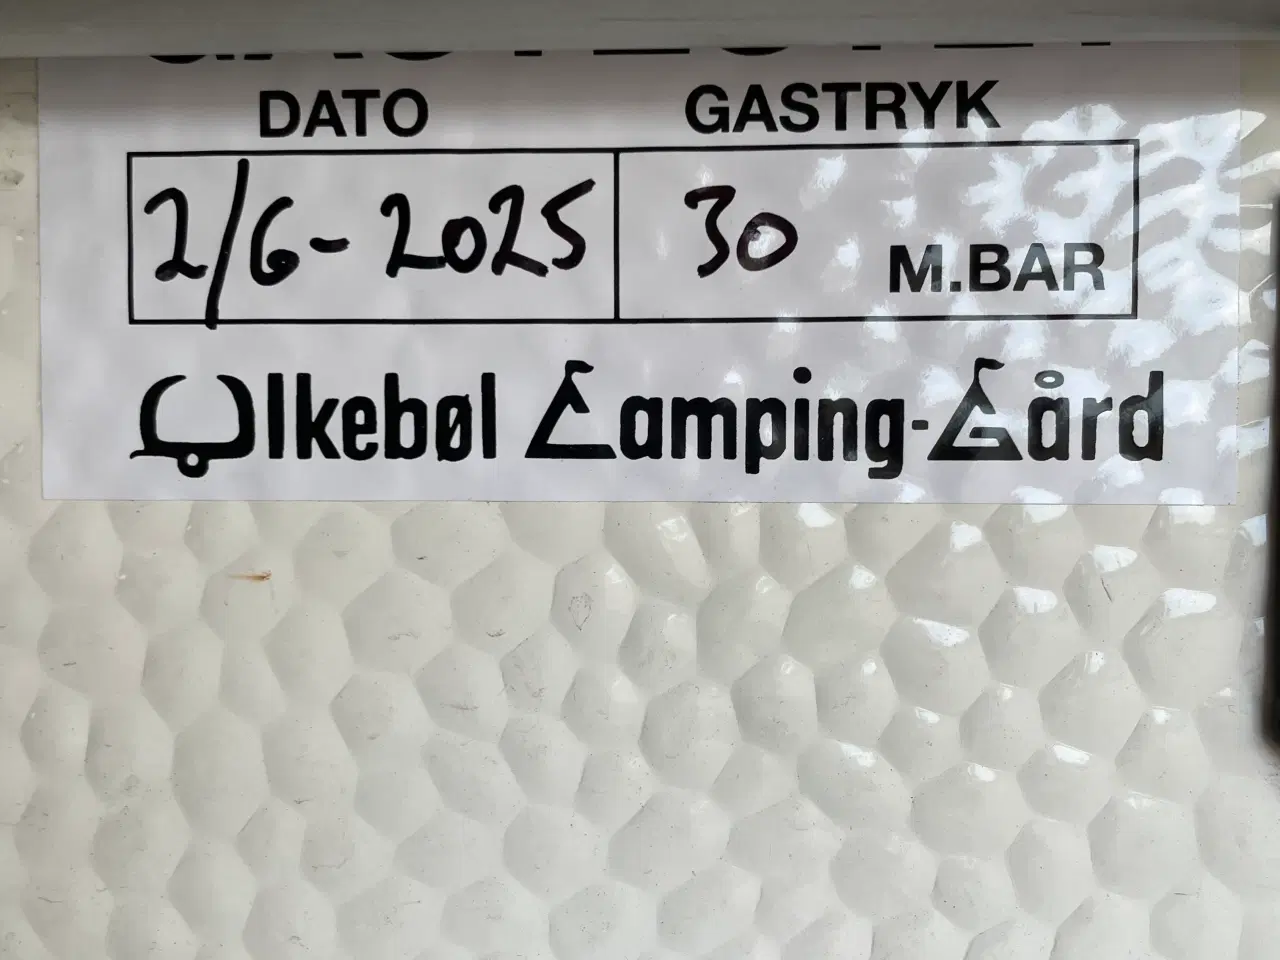 DATO GASTRYK
2/6-2025 30 M.BAR
Ulkebøl Camping-Gård